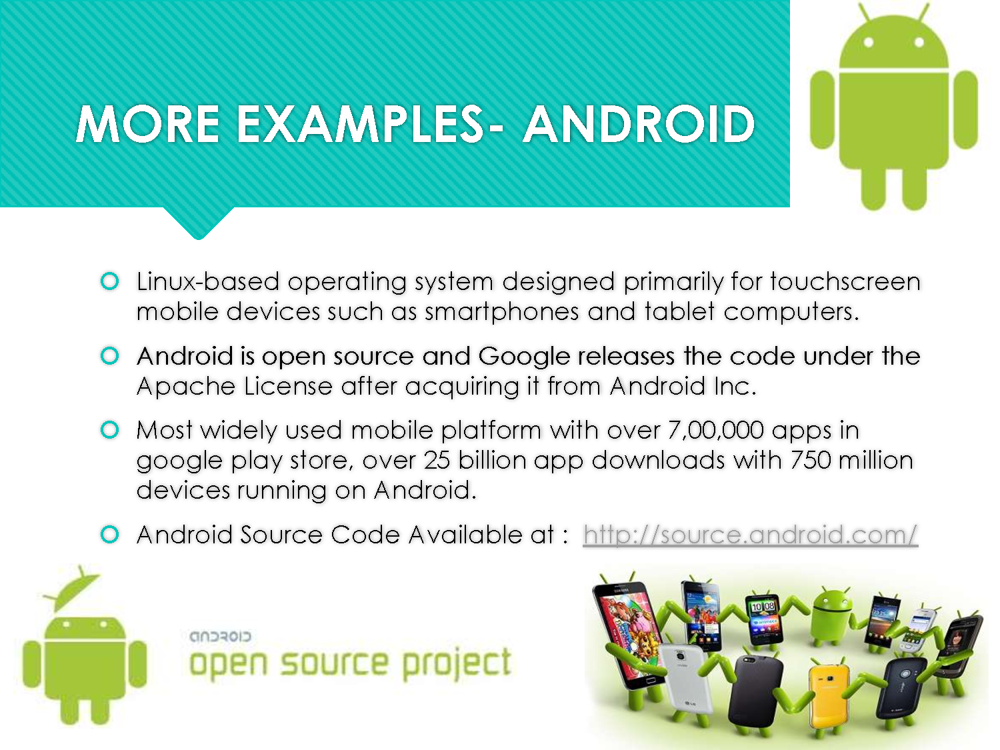 MORE EXAMPLES- ANDROID
Linux-based operating system designed primarily for touchscreen
mobile devices such as smartphones and tablet computers.
Android is open source and Google releases the code under the
Apache License after acquiring it from Android Inc.
Most widely used mobile platform with over 7,00,000 apps in
google play store, over 25 billion app downloads with 750 million
devices running on Android.
Android Source Code Available at : http://source.android.com/
ANDROID
open source project
SAMSUNG
10 08
LG